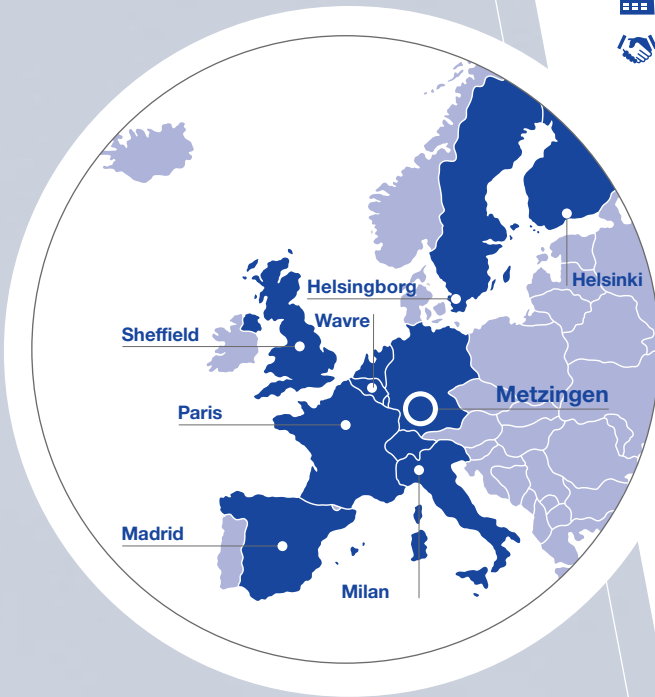 Helsingborg
Helsinki
Wavre
Sheffield
Metzingen
Paris
Madrid
Milan